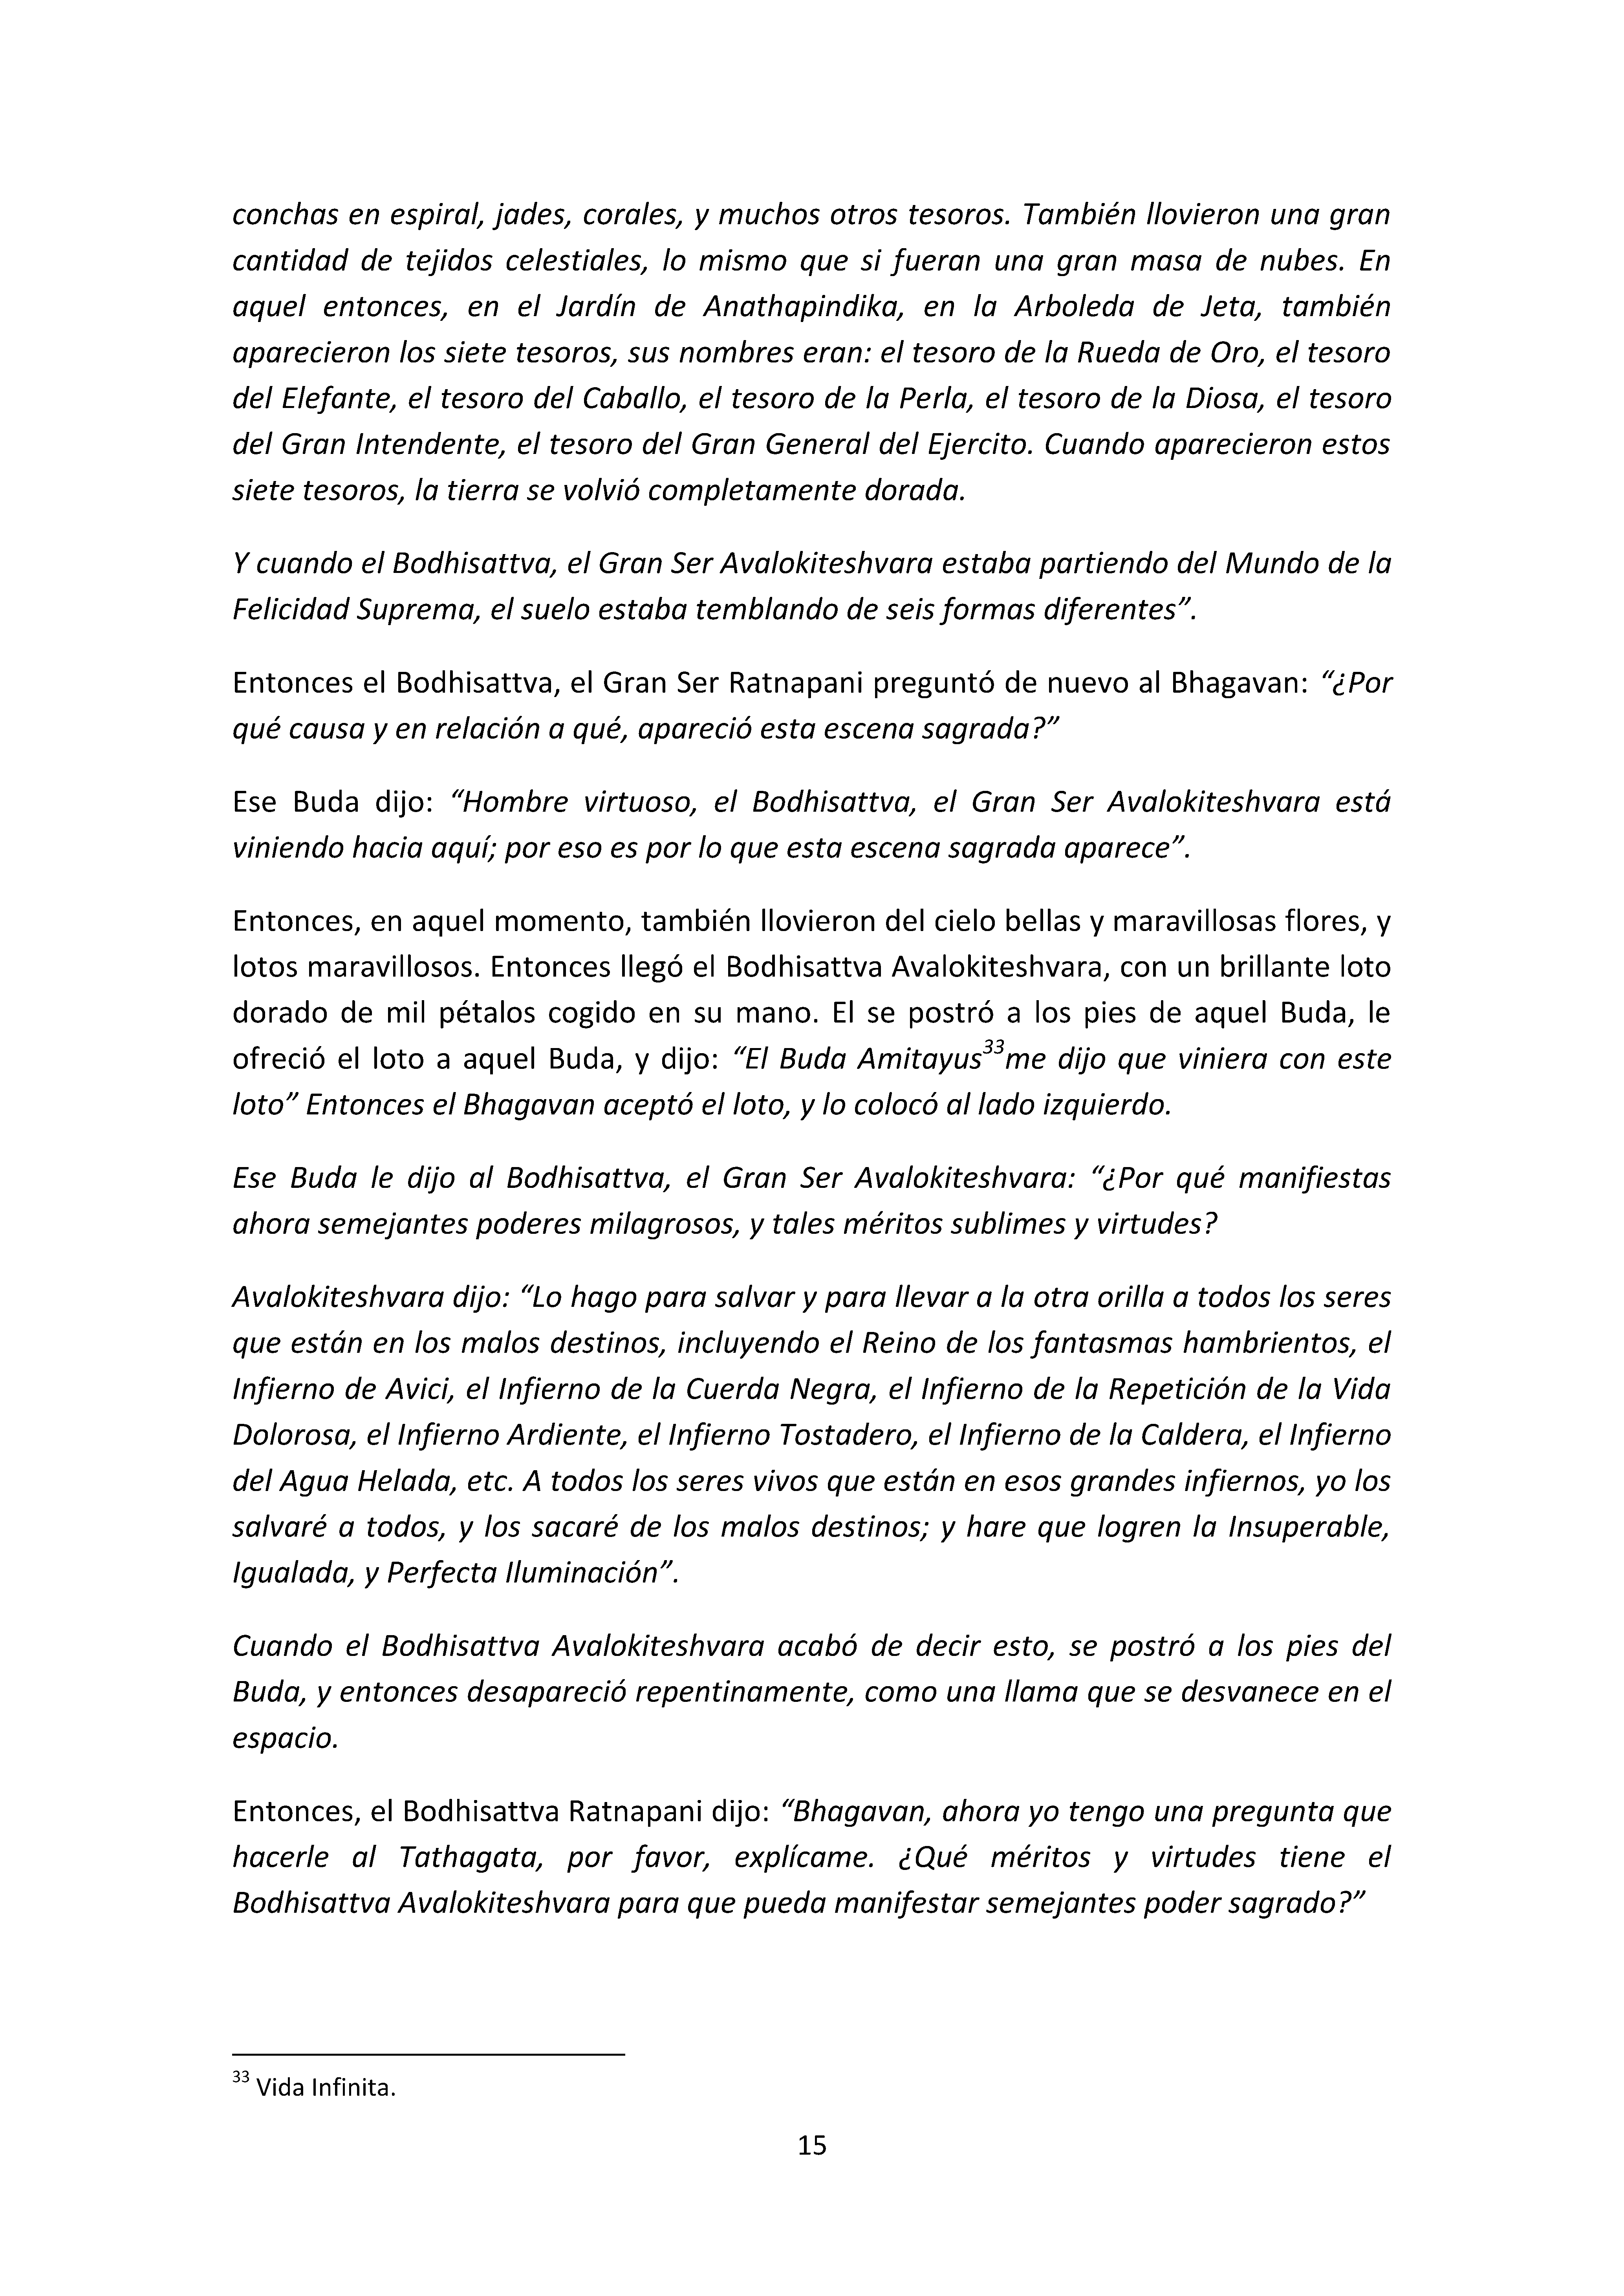 conchas en espiral, jades, corales, y muchos otros tesoros. También llovieron una gran
cantidad de tejidos celestiales, lo mismo que si fueran una gran masa de nubes. En
aquel entonces, en el Jardín de Anathapindika, en la Arboleda de Jeta, también
aparecieron los siete tesoros, sus nombres eran: el tesoro de la Rueda de Oro, el tesoro
del Elefante, el tesoro del Caballo, el tesoro de la Perla, el tesoro de la Diosa, el tesoro
del Gran Intendente, el tesoro del Gran General del Ejercito. Cuando aparecieron estos
siete tesoros, la tierra se volvió completamente dorada.
Y cuando el Bodhisattva, el Gran Ser Avalokiteshvara estaba partiendo del Mundo de la
Felicidad Suprema, el suelo estaba temblando de seis formas diferentes”.
Entonces el Bodhisattva, el Gran Ser Ratnapani preguntó de nuevo al Bhagavan: “¿Por
qué causa y en relación a qué, apareció esta escena sagrada?”
Ese Buda dijo: “Hombre virtuoso, el Bodhisattva, el Gran Ser Avalokiteshvara está
viniendo hacia aquí; por eso es por lo que esta escena sagrada aparece”.
Entonces, en aquel momento, también llovieron del cielo bellas y maravillosas flores, y
lotos maravillosos. Entonces llegó el Bodhisattva Avalokiteshvara, con un brillante loto
dorado de mil pétalos cogido en su mano. El se postró a los pies de aquel Buda, le
ofreció el loto a aquel Buda, y dijo: “El Buda Amitayus33me dijo que viniera con este
loto” Entonces el Bhagavan aceptó el loto, y lo colocó al lado izquierdo.
Ese Buda le dijo al Bodhisattva, el Gran Ser Avalokiteshvara: “¿Por qué manifiestas
ahora semejantes poderes milagrosos, y tales méritos sublimes y virtudes?
Avalokiteshvara dijo: “Lo hago para salvar y para llevar a la otra orilla a todos los seres
que están en los malos destinos, incluyendo el Reino de los fantasmas hambrientos, el
Infierno de Avici, el Infierno de la Cuerda Negra, el Infierno de la Repetición de la Vida
Dolorosa, el Infierno Ardiente, el Infierno Tostadero, el Infierno de la Caldera, el Infierno
del Agua Helada, etc. A todos los seres vivos que están en esos grandes infiernos, yo los
salvaré a todos, y los sacaré de los malos destinos; y hare que logren la Insuperable,
Igualada, y Perfecta Iluminación”.
Cuando el Bodhisattva Avalokiteshvara acabó de decir esto, se postró a los pies del
Buda, y entonces desapareció repentinamente, como una llama que se desvanece en el
espacio.
Entonces, el Bodhisattva Ratnapani dijo: “Bhagavan, ahora yo tengo una pregunta que
hacerle al Tathagata, por favor, explícame. ¿Qué méritos y virtudes tiene el
Bodhisattva Avalokiteshvara para que pueda manifestar semejantes poder sagrado?”
33 Vida Infinita.
15